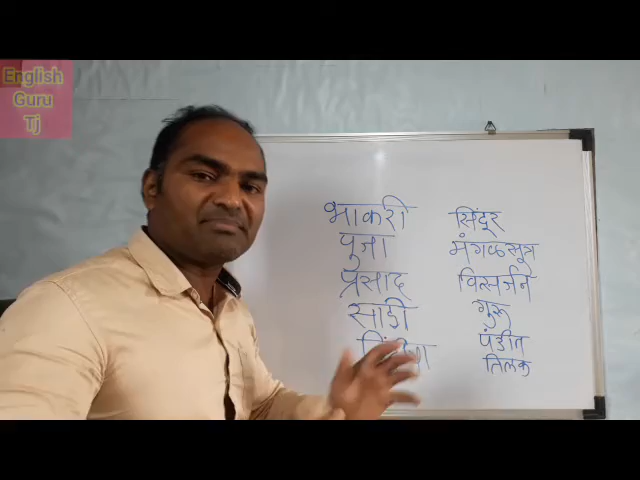 English
Guru
Tj
भाकरी
पुजा
प्रसाद
साडी
सिंदूर
मंगळसूत्र
वित्सर्जन
गुरू
पंडीत
तिलक